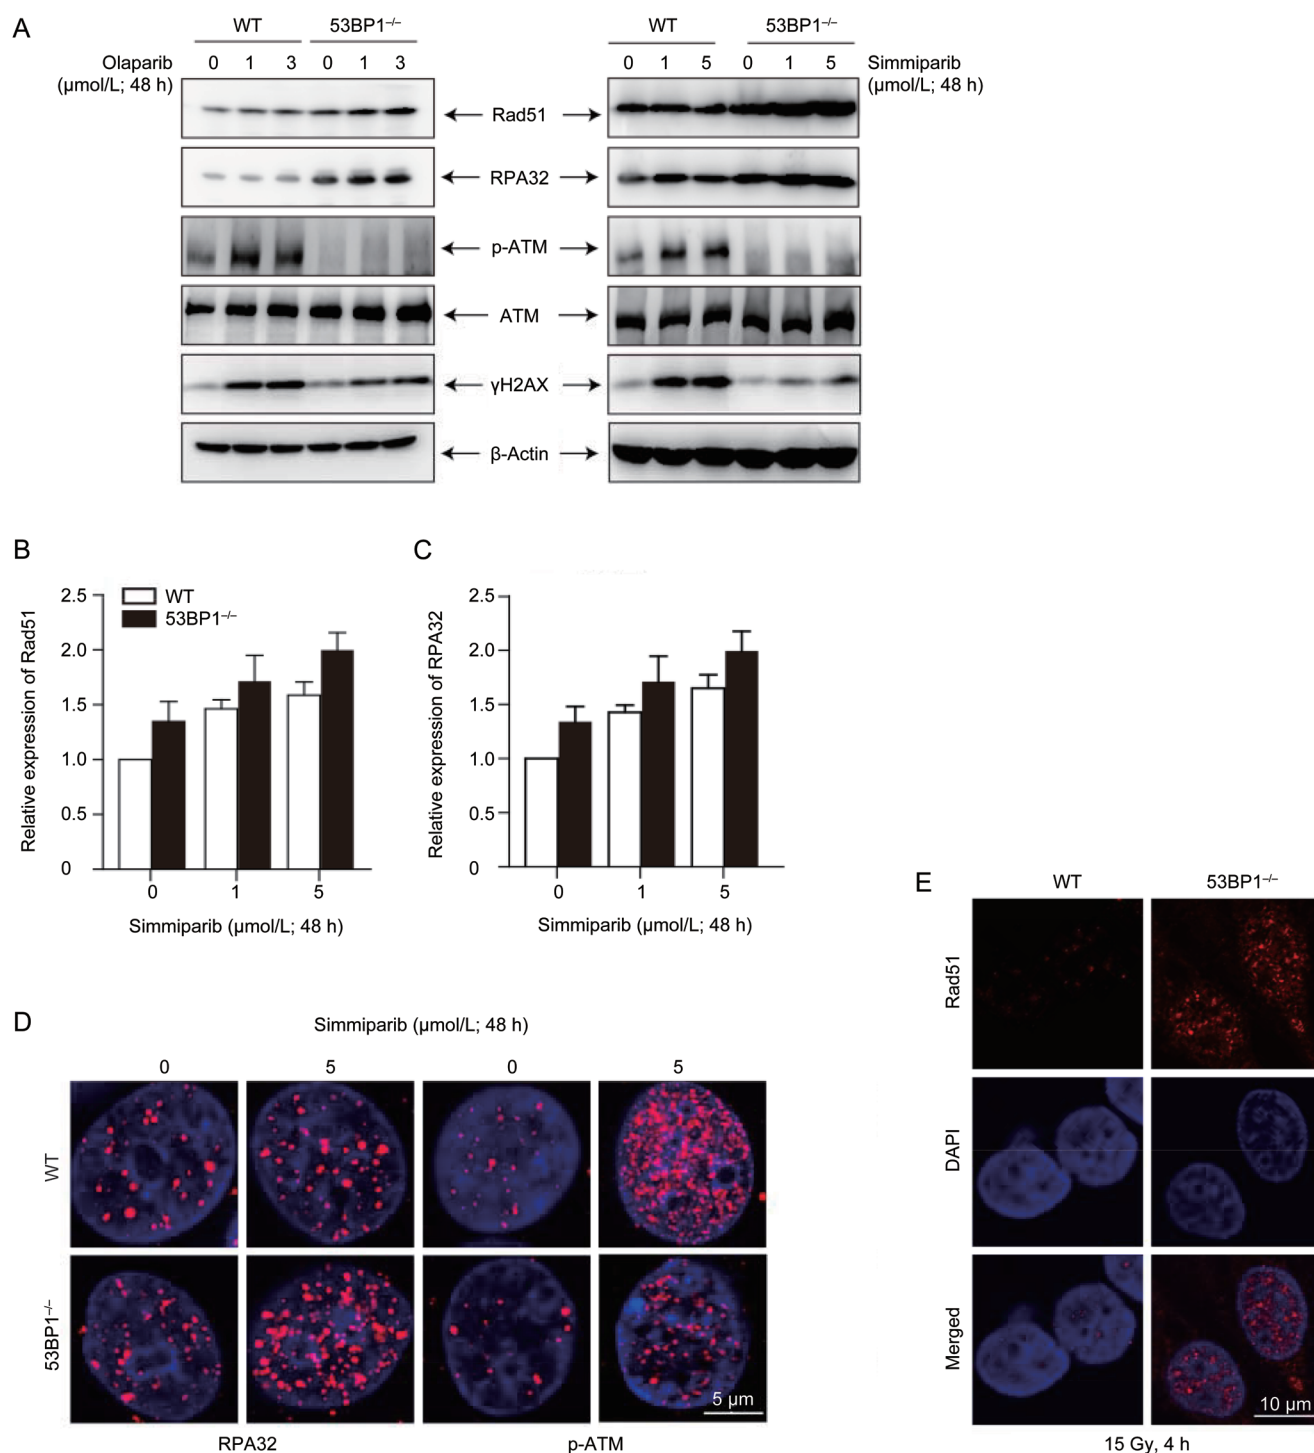 A
WT 53BP1–/– WT 53BP1–/–
Olaparib 0 1 3 0 1 3 0 1 5 0 1 5 Simmiparib
(µmol/L; 48 h) (µmol/L; 48 h)
Rad51
RPA32
p-ATM
ATM
γH2AX
β-Actin
B
Relative expression of Rad51
2.5
2.0
1.5
1.0
0.5
0
WT
53BP1–/–
0 1 5
Simmiparib (µmol/L; 48 h)
C
Relative expression of RPA32
2.5
2.0
1.5
1.0
0.5
0
0 1 5
Simmiparib (µmol/L; 48 h)
D
Simmiparib (µmol/L; 48 h)
0 5 0 5
WT
53BP1–/–
5 µm
RPA32 p-ATM
E
WT 53BP1–/–
Rad51
DAPI
Merged
10 µm
15 Gy, 4 h